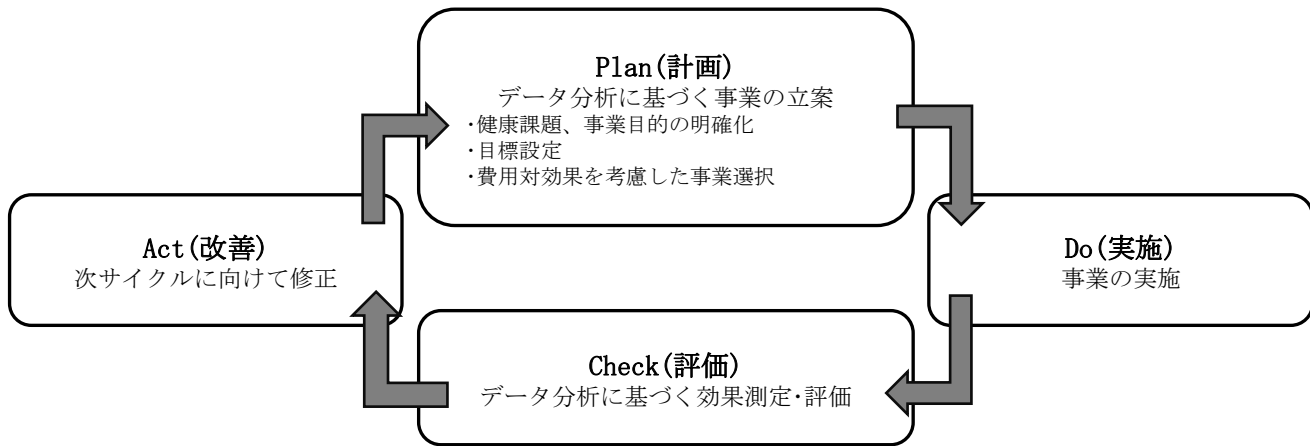 Plan(計画)
データ分析に基づく事業の立案
・健康課題、事業目的の明確化
・目標設定
・費用対効果を考慮した事業選択
Act(改善)
次サイクルに向けて修正
Do(実施)
事業の実施
Check(評価)
データ分析に基づく効果測定・評価